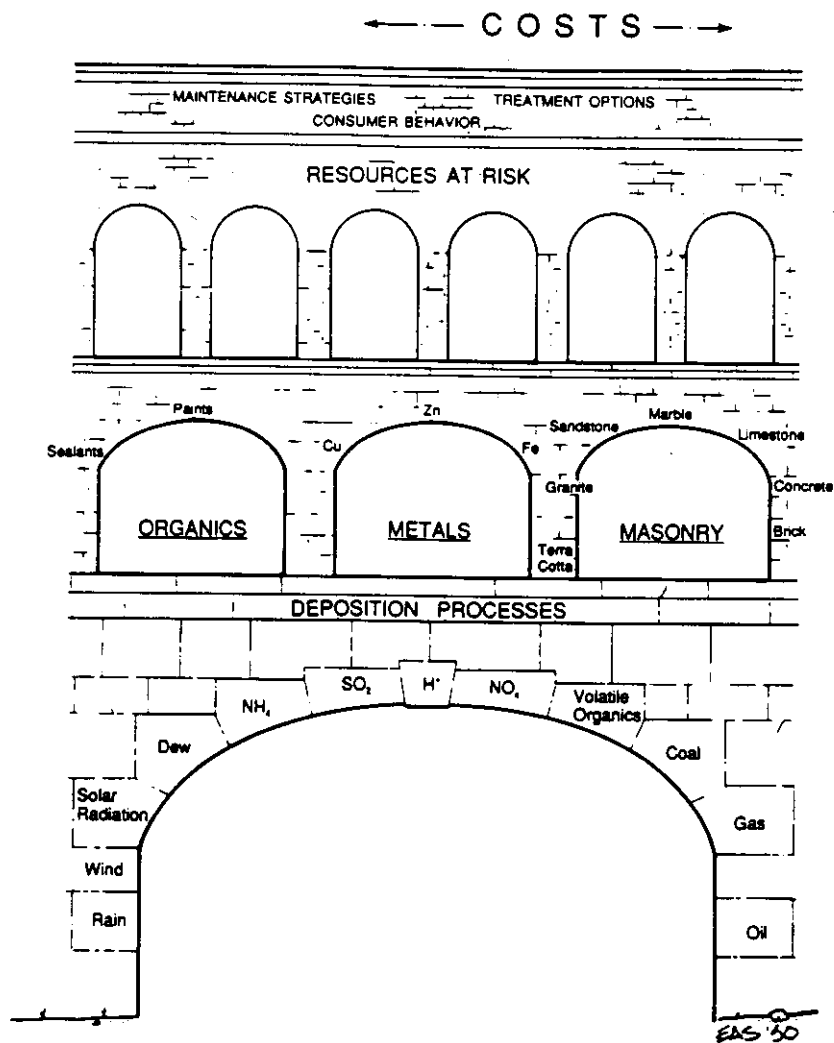 COSTS
MAINTENANCE STRATEGIES
TREATMENT OPTIONS
CONSUMER BEHAVIOR
RESOURCES AT RISK
Paints
Zn
Marble
Sandstone
Sealants
Cu
Fe
Limestone
Granite
Concrete
ORGANICS
METALS
MASONRY
Brick
Terra
Cotta
DEPOSITION PROCESSES
NH₄
SO₂
H⁺
NO₄
Volatile
Organics
Dew
Coal
Solar
Radiation
Gas
Wind
Rain
Oil
EAS '90